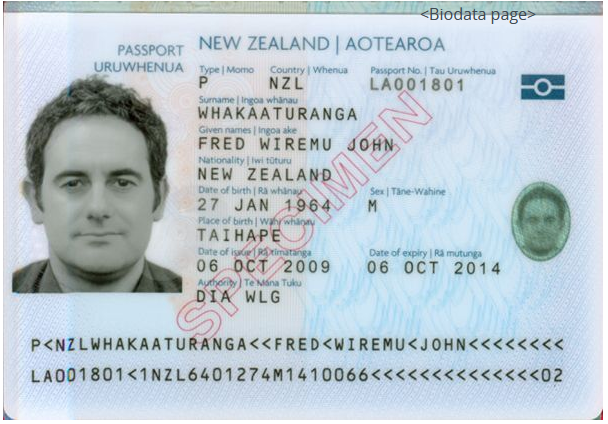 <Biodata page>
PASSPORT
URUWHENUA
NEW ZEALAND | AOTEAROA
Type | Momo Country | Whenua Passport No. | Tau Uruwhenua
P NZL LA001801
Surname | Ingoa whānau
WHAKAATURANGA
Given names | Ingoa ake
FRED WIREMU JOHN
Nationality | Iwi tūturu
NEW ZEALAND
Date of birth | Rā whānau Sex | Tāne-Wahine
27 JAN 1964 M
Place of birth | Wāhi whānau
TAIHAPE
Date of issue | Rā timatanga Date of expiry | Rā mutunga
06 OCT 2009 06 OCT 2014
Authority | Te Mana Tuku
DIA WLG
SPECIMEN
P<NZLWHAKAATURANGA<<FRED<WIREMU<JOHN<<<<<<<<
LA001801<1NZL6401274M1410066<<<<<<<<<<<<<<02